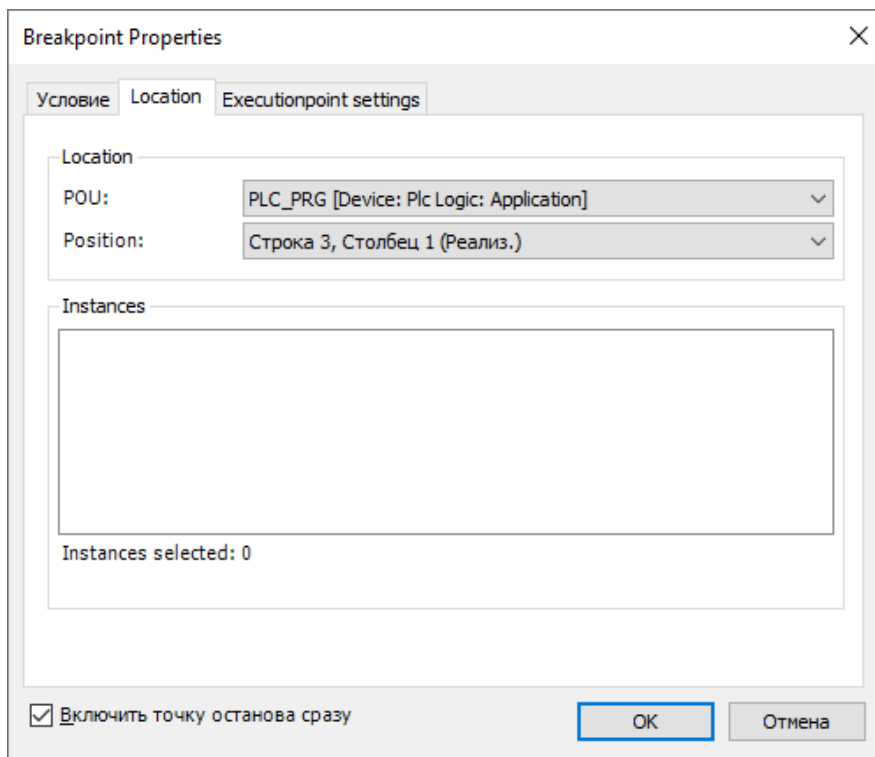 Breakpoint Properties
Условие Location Executionpoint settings
Location
POU: PLC_PRG [Device: Plc Logic: Application]
Position: Строка 3, Столбец 1 (Реализ.)
Instances
Instances selected: 0
Включить точку останова сразу OK Отмена